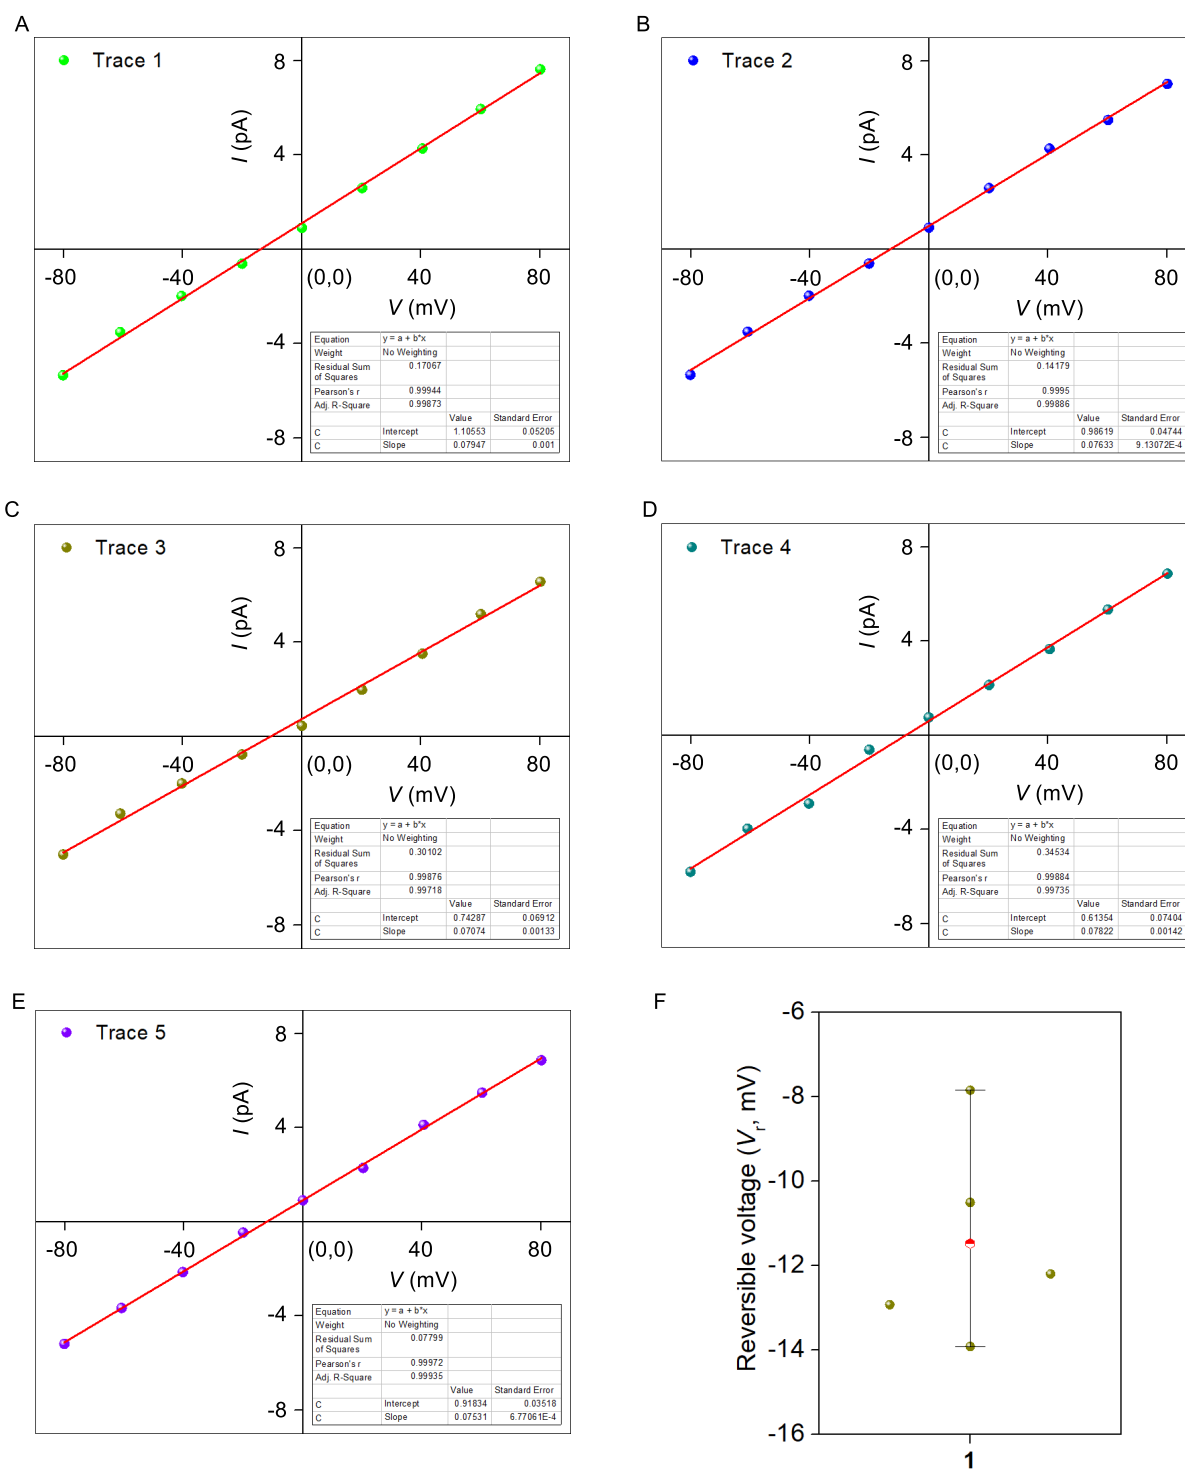 A
Trace 1
I (pA)
8
4
-80
-40
(0,0)
40
80
V (mV)
-4
-8
Equation y = a + b*x
Weight No Weighting
Residual Sum of Squares 0.17067
Pearson's r 0.99944
Adj. R-Square 0.99873
Value Standard Error
C Intercept 1.10553 0.05205
C Slope 0.07947 0.001
B
Trace 2
I (pA)
8
4
-80
-40
(0,0)
40
80
V (mV)
-4
-8
Equation y = a + b*x
Weight No Weighting
Residual Sum of Squares 0.14179
Pearson's r 0.9995
Adj. R-Square 0.99886
Value Standard Error
C Intercept 0.98619 0.04744
C Slope 0.07633 9.13072E-4
C
Trace 3
I (pA)
8
4
-80
-40
(0,0)
40
80
V (mV)
-4
-8
Equation y = a + b*x
Weight No Weighting
Residual Sum of Squares 0.30102
Pearson's r 0.99876
Adj. R-Square 0.99718
Value Standard Error
C Intercept 0.74287 0.06912
C Slope 0.07074 0.00133
D
Trace 4
I (pA)
8
4
-80
-40
(0,0)
40
80
V (mV)
-4
-8
Equation y = a + b*x
Weight No Weighting
Residual Sum of Squares 0.34534
Pearson's r 0.99884
Adj. R-Square 0.99735
Value Standard Error
C Intercept 0.61354 0.07404
C Slope 0.07822 0.00142
E
Trace 5
I (pA)
8
4
-80
-40
(0,0)
40
80
V (mV)
-4
-8
Equation y = a + b*x
Weight No Weighting
Residual Sum of Squares 0.07799
Pearson's r 0.99972
Adj. R-Square 0.99935
Value Standard Error
C Intercept 0.91834 0.03518
C Slope 0.07531 6.77061E-4
F
Reversible voltage (Vr, mV)
-6
-8
-10
-12
-14
-16
1